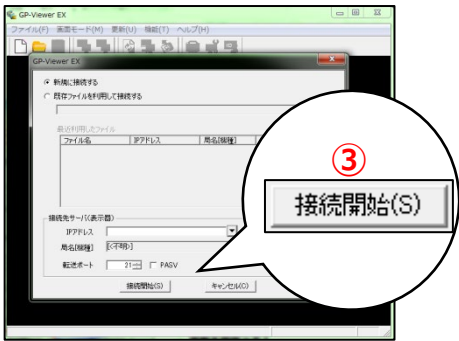 GP-Viewer EX
ファイル(F) 画面モード(M) 更新(U) 機能(T) ヘルプ(H)
GP-Viewer EX
新規に接続する
既存ファイルを利用して接続する
最近利用したファイル
ファイル名 IPアドレス 局名[機種]
③
接続開始(S)
接続先サーバ(表示器)
IPアドレス
局名[機種] [<不明>]
転送ポート 21 PASV
接続開始(S) キャンセル(C)